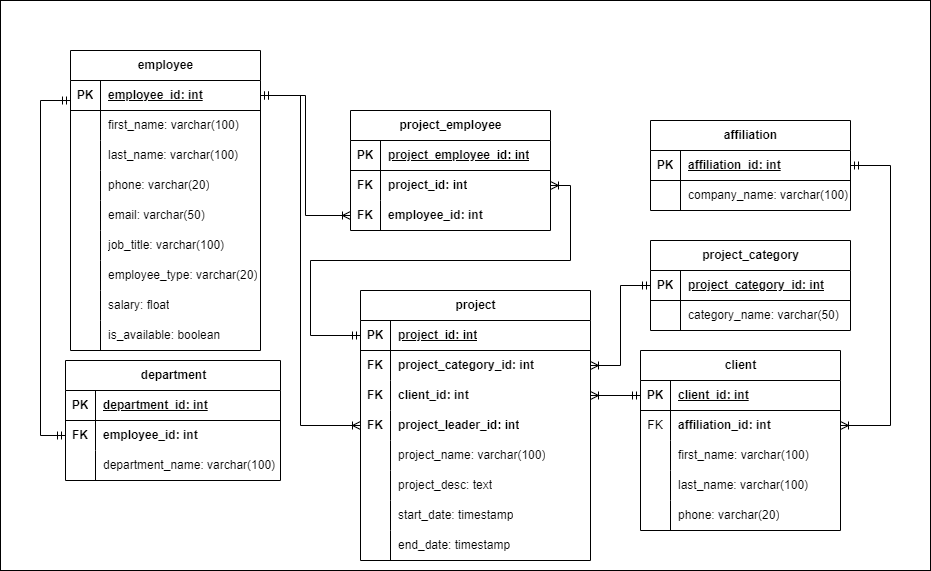 employee
PK employee_id: int
first_name: varchar(100)
last_name: varchar(100)
phone: varchar(20)
email: varchar(50)
job_title: varchar(100)
employee_type: varchar(20)
salary: float
is_available: boolean
department
PK department_id: int
FK employee_id: int
department_name: varchar(100)
project_employee
PK project_employee_id: int
FK project_id: int
FK employee_id: int
project
PK project_id: int
FK project_category_id: int
FK client_id: int
FK project_leader_id: int
project_name: varchar(100)
project_desc: text
start_date: timestamp
end_date: timestamp
affiliation
PK affiliation_id: int
company_name: varchar(100)
project_category
PK project_category_id: int
category_name: varchar(50)
client
PK client_id: int
FK affiliation_id: int
first_name: varchar(100)
last_name: varchar(100)
phone: varchar(20)